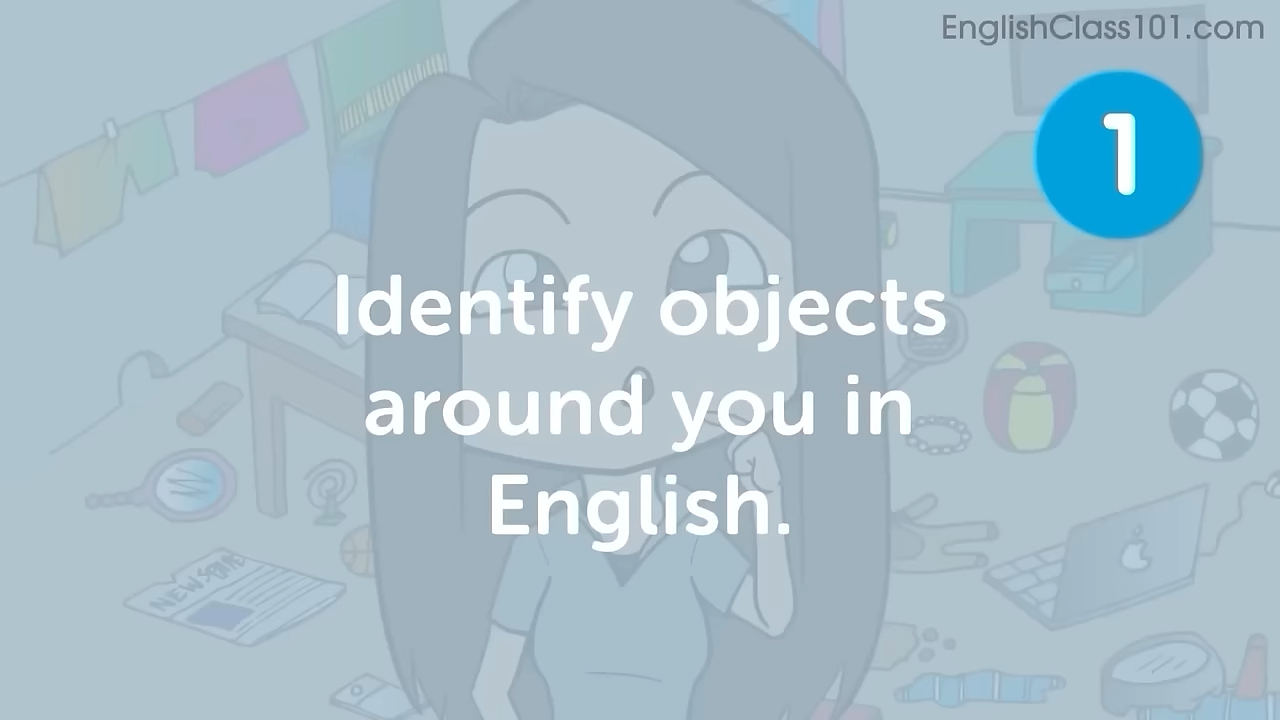 EnglishClass101.com
1
Identify objects
around you in
English.